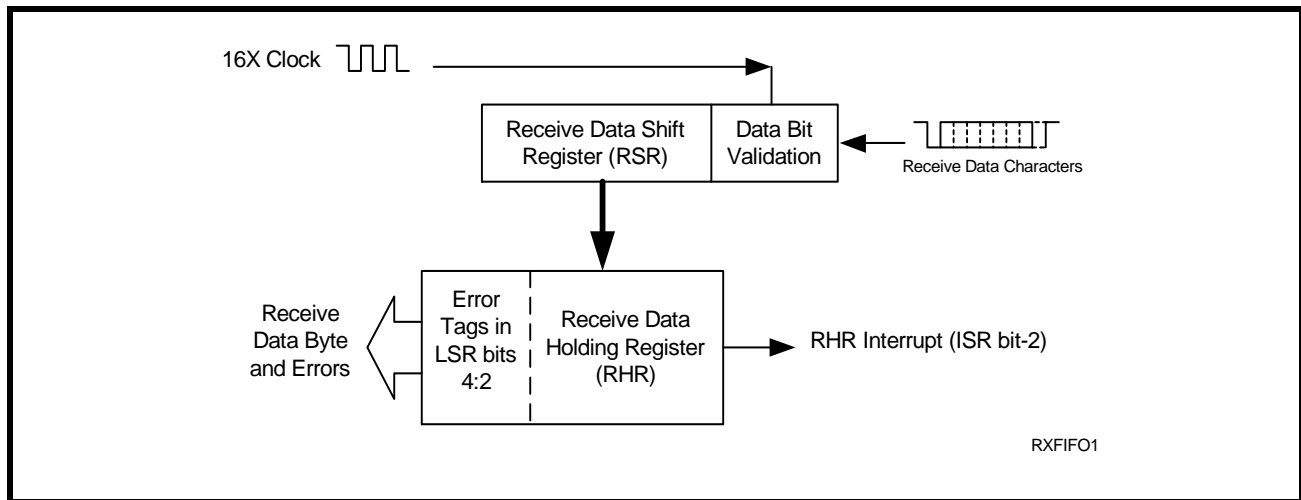 16X Clock
Receive Data Shift
Register (RSR)
Data Bit
Validation
Receive Data Characters
Receive
Data Byte
and Errors
Error
Tags in
LSR bits
4:2
Receive Data
Holding Register
(RHR)
RHR Interrupt (ISR bit-2)
RXFIFO1